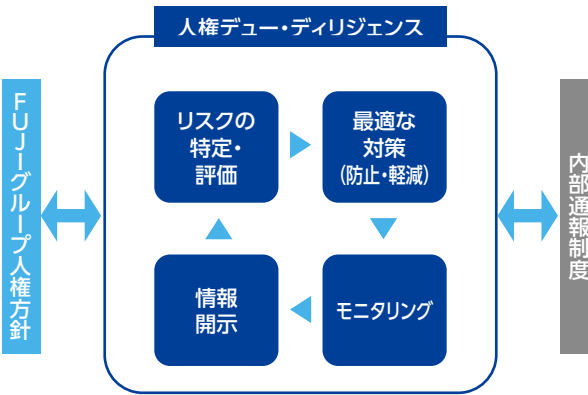 人権デュー・ディリジェンス
FUJIグループ人権方針
リスクの
特定・
評価
最適な
対策
(防止・軽減)
情報
開示
モニタリング
内部通報制度